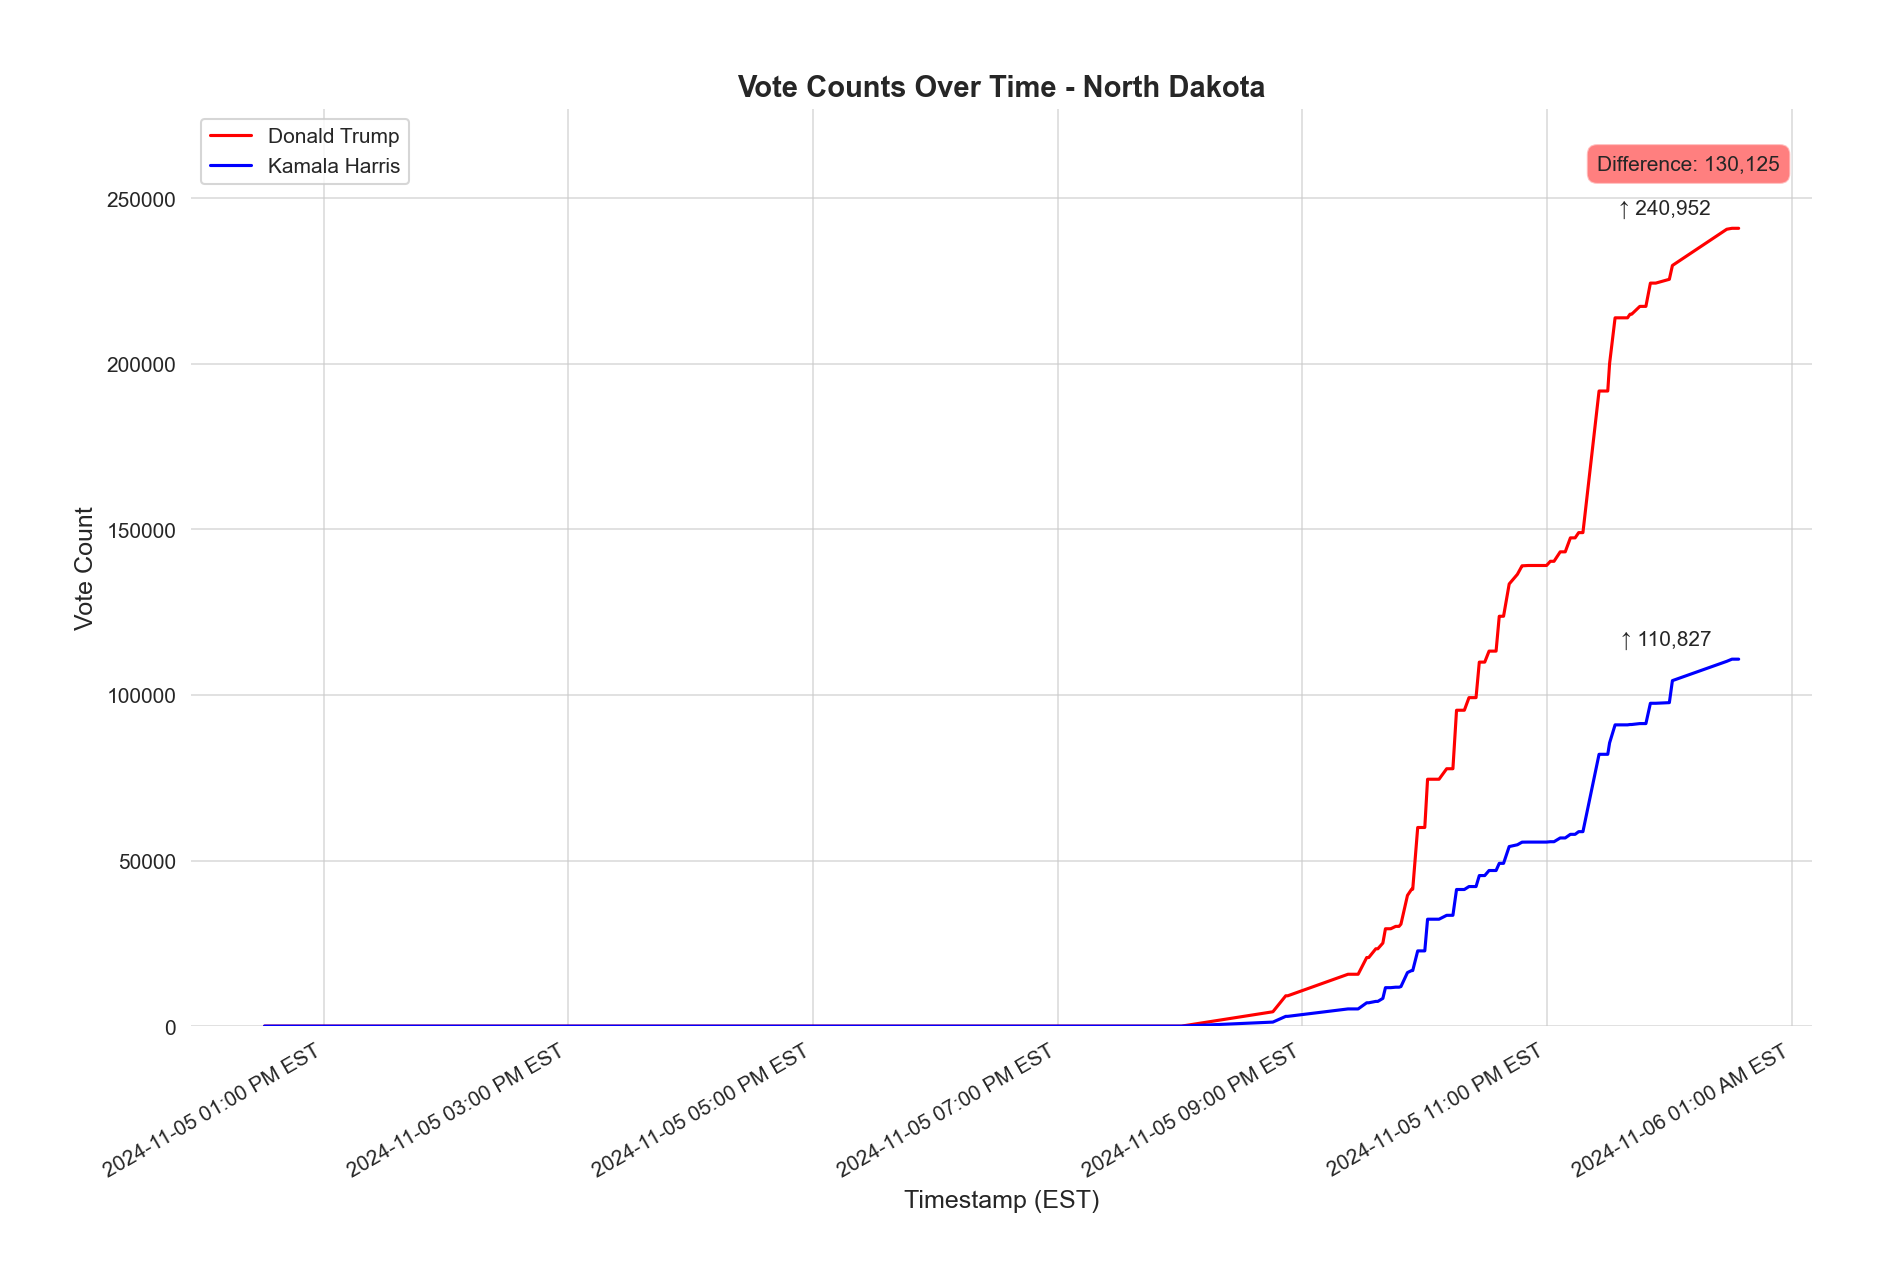 Vote Counts Over Time - North Dakota
Donald Trump
Kamala Harris
Difference: 130,125
↑ 240,952
↑ 110,827
Vote Count
250000
200000
150000
100000
50000
0
2024-11-05 01:00 PM EST
2024-11-05 03:00 PM EST
2024-11-05 05:00 PM EST
2024-11-05 07:00 PM EST
2024-11-05 09:00 PM EST
2024-11-05 11:00 PM EST
2024-11-06 01:00 AM EST
Timestamp (EST)